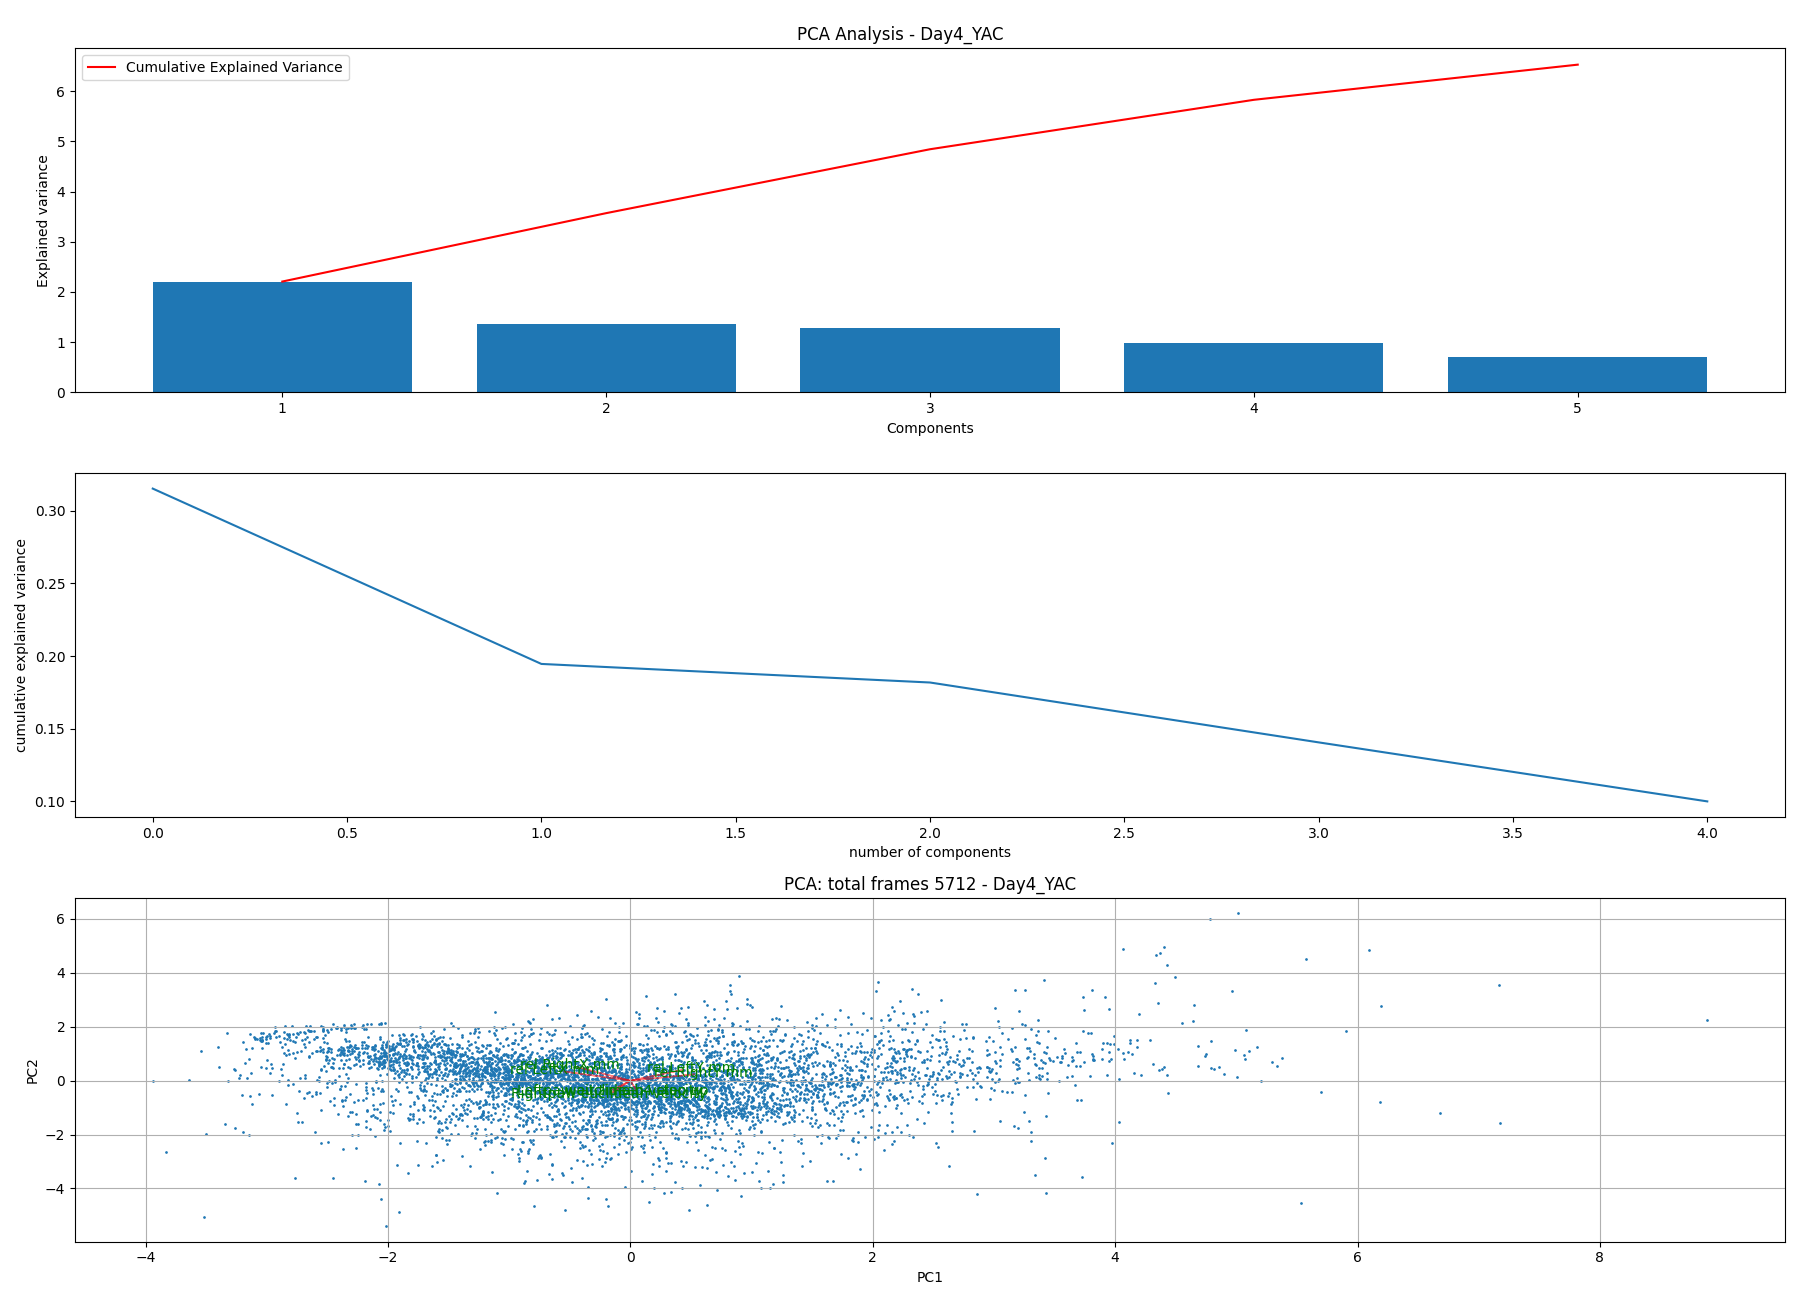 PCA Analysis - Day4_YAC
Cumulative Explained Variance
Explained variance
6
5
4
3
2
1
0
1 2 3 4 5
Components
cumulative explained variance
0.30
0.25
0.20
0.15
0.10
0.0 0.5 1.0 1.5 2.0 2.5 3.0 3.5 4.0
number of components
PCA: total frames 5712 - Day4_YAC
PC2
6
4
2
0
−2
−4
−4 −2 0 2 4 6 8
PC1